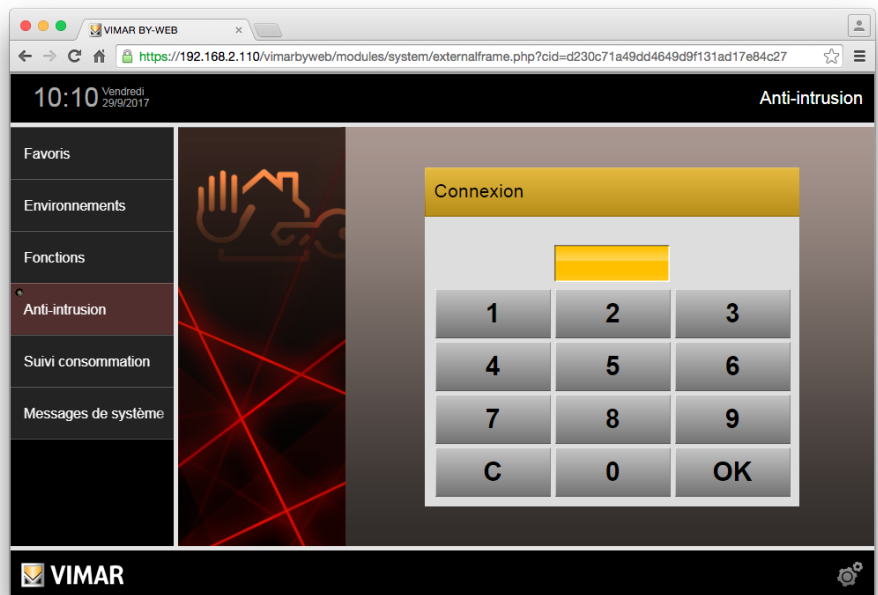 VIMAR BY-WEB
https://192.168.2.110/vimarbyweb/modules/system/externalframe.php?cid=d230c71a49dd4649d9f131ad17e84c27
10:10 Vendredi
29/9/2017
Anti-intrusion
Favoris
Environnements
Fonctions
Anti-intrusion
Suivi consommation
Messages de système
Connexion
1 2 3
4 5 6
7 8 9
C 0 OK
VIMAR